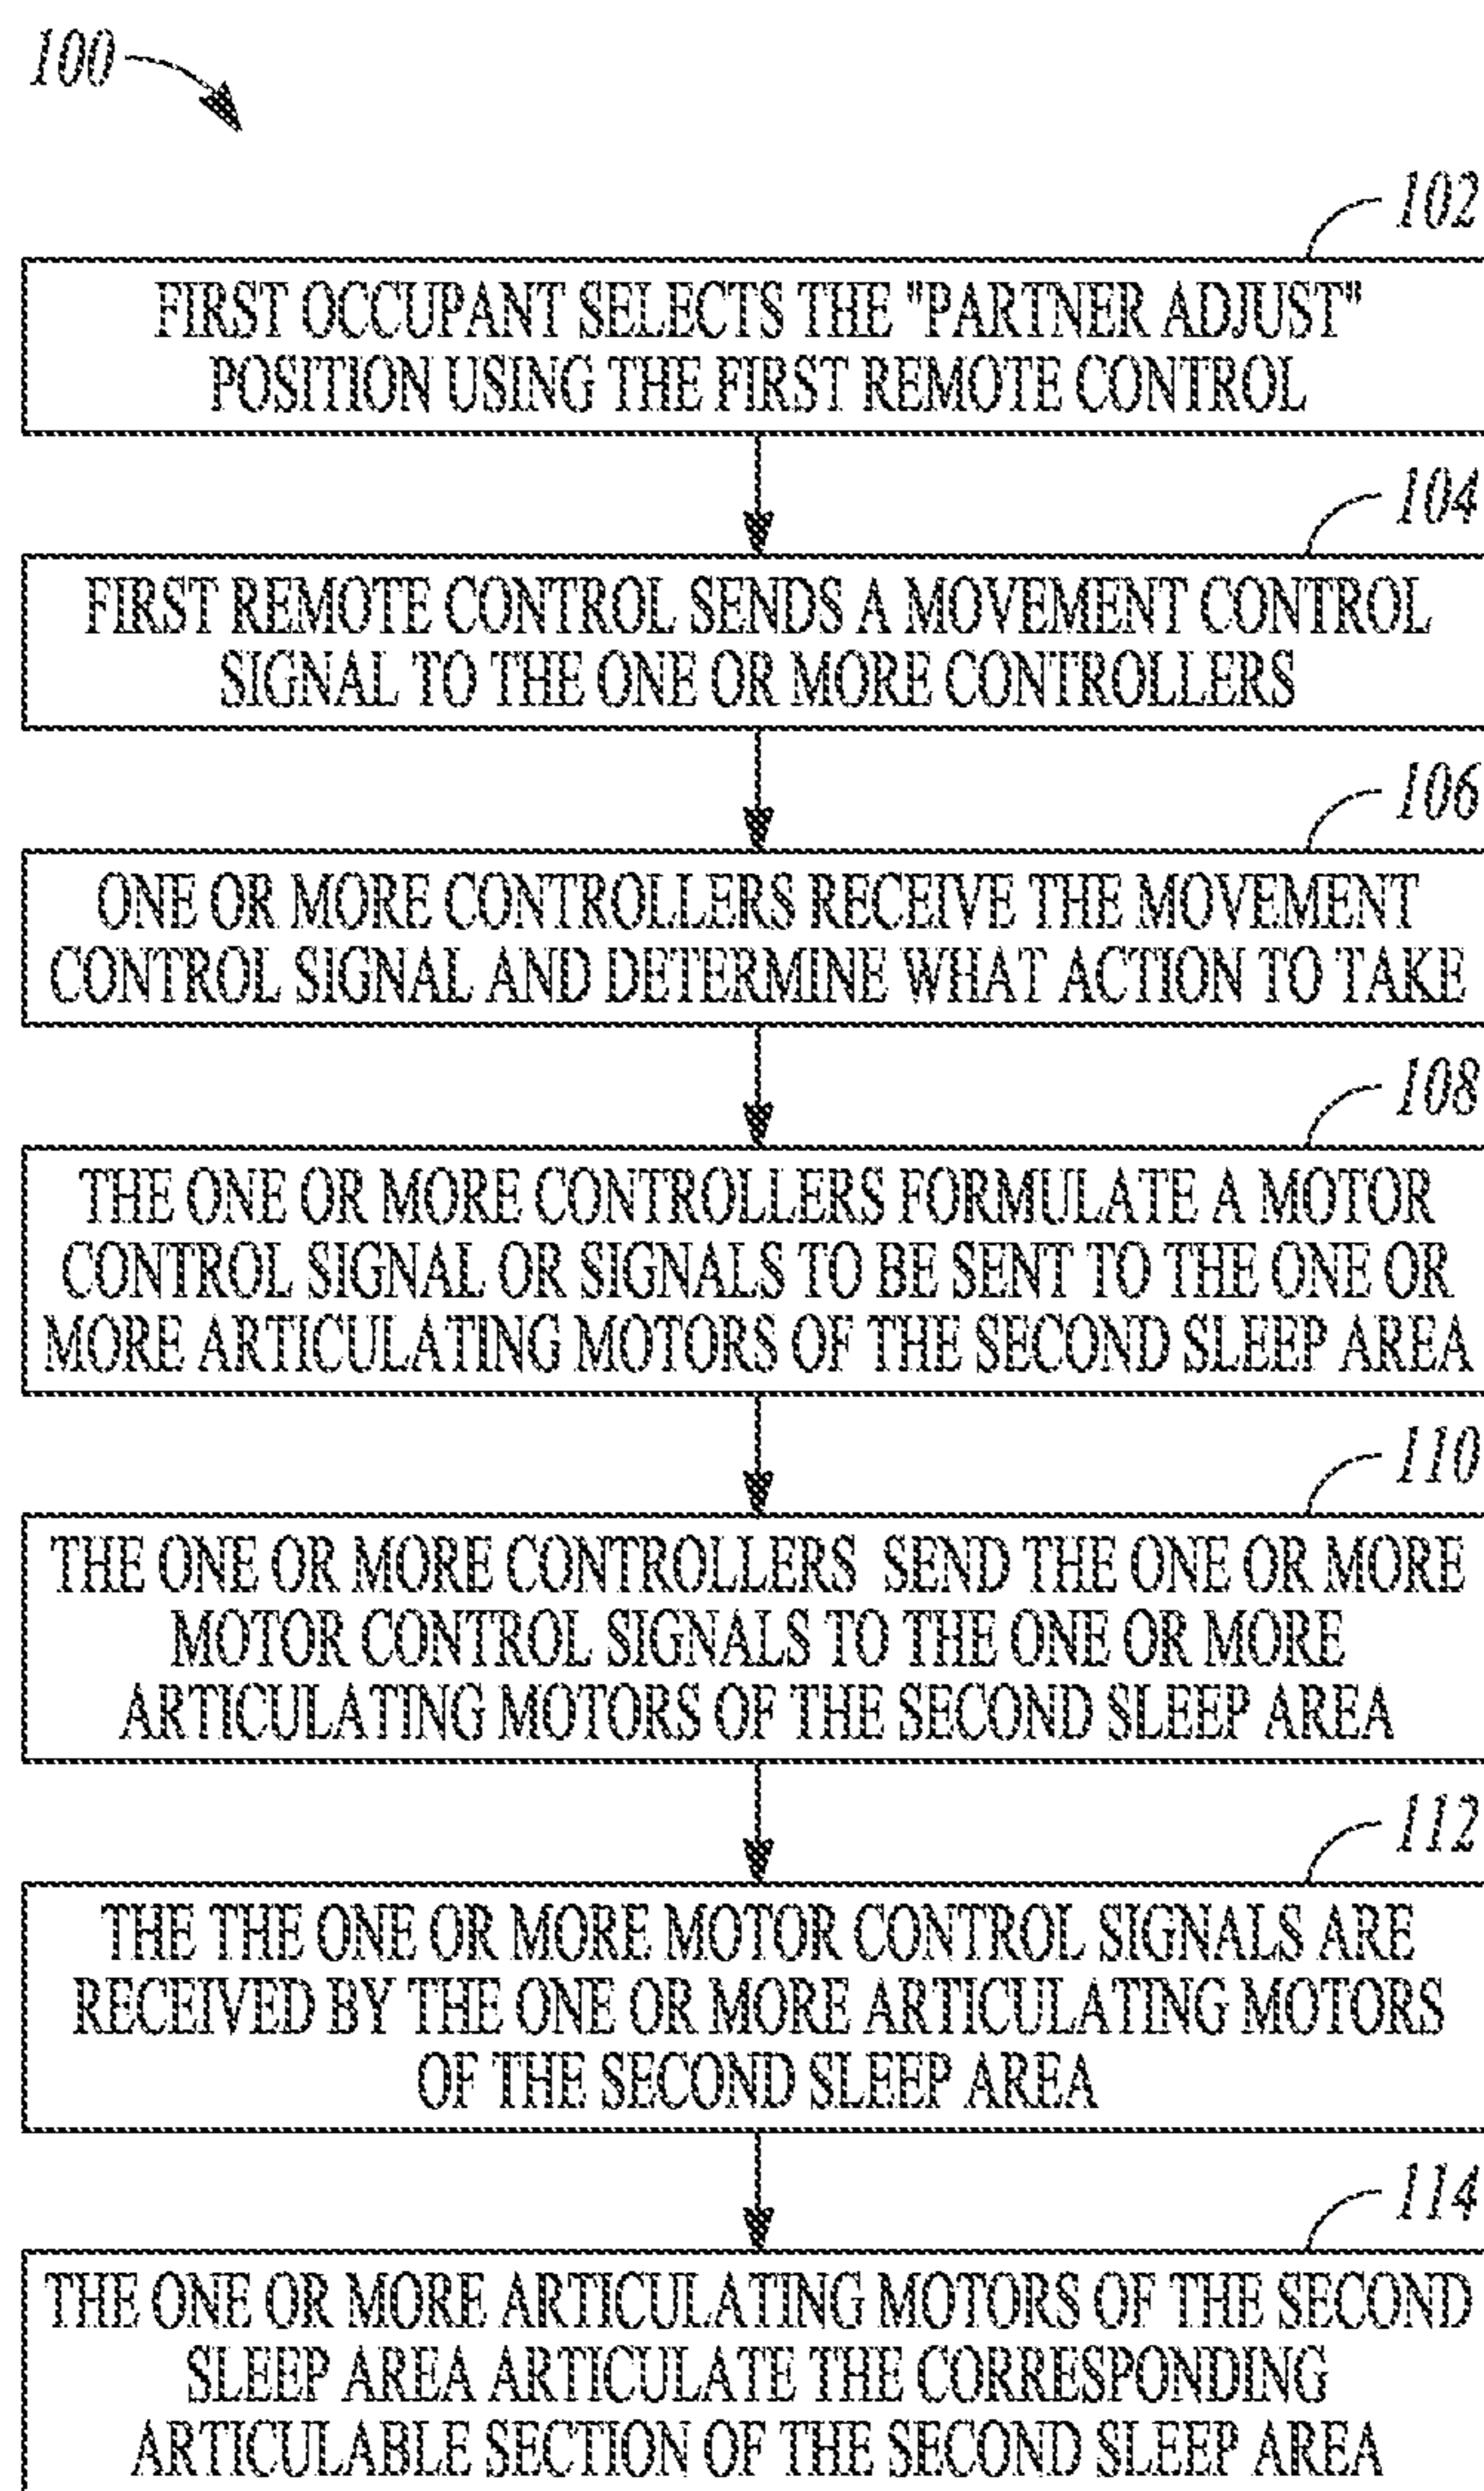 100
102
FIRST OCCUPANT SELECTS THE "PARTNER ADJUST"
POSITION USING THE FIRST REMOTE CONTROL
104
FIRST REMOTE CONTROL SENDS A MOVEMENT CONTROL
SIGNAL TO THE ONE OR MORE CONTROLLERS
106
ONE OR MORE CONTROLLERS RECEIVE THE MOVEMENT
CONTROL SIGNAL AND DETERMINE WHAT ACTION TO TAKE
108
THE ONE OR MORE CONTROLLERS FORMULATE A MOTOR
CONTROL SIGNAL OR SIGNALS TO BE SENT TO THE ONE OR
MORE ARTICULATING MOTORS OF THE SECOND SLEEP AREA
110
THE ONE OR MORE CONTROLLERS SEND THE ONE OR MORE
MOTOR CONTROL SIGNALS TO THE ONE OR MORE
ARTICULATING MOTORS OF THE SECOND SLEEP AREA
112
THE THE ONE OR MORE MOTOR CONTROL SIGNALS ARE
RECEIVED BY THE ONE OR MORE ARTICULATING MOTORS
OF THE SECOND SLEEP AREA
114
THE ONE OR MORE ARTICULATING MOTORS OF THE SECOND
SLEEP AREA ARTICULATE THE CORRESPONDING
ARTICULABLE SECTION OF THE SECOND SLEEP AREA